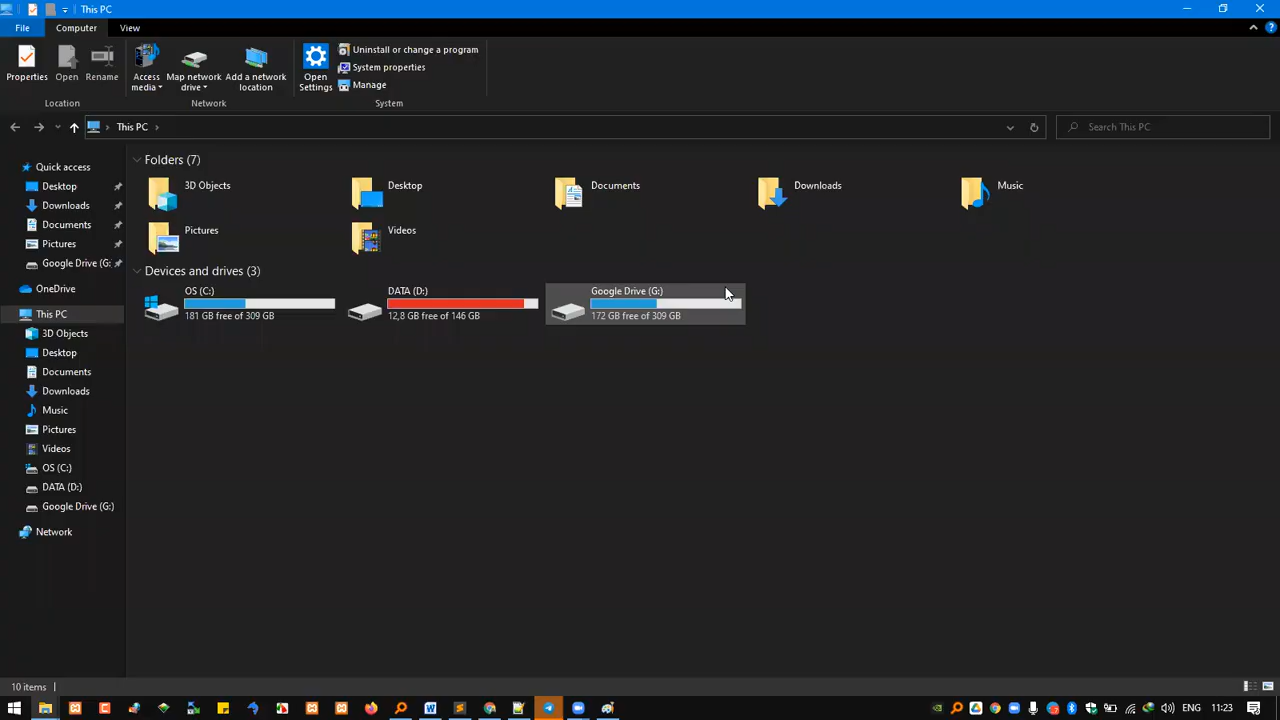 This PC
File
Computer
View
Properties
Open
Rename
Access media
Map network drive
Add a network location
Open Settings
Uninstall or change a program
System properties
Manage
Location
Network
System
This PC
Search This PC
Quick access
Desktop
Downloads
Documents
Pictures
Google Drive (G:
OneDrive
This PC
3D Objects
Desktop
Documents
Downloads
Music
Pictures
Videos
OS (C:)
DATA (D:)
Google Drive (G:)
Network
Folders (7)
3D Objects
Desktop
Documents
Downloads
Music
Pictures
Videos
Devices and drives (3)
OS (C:)
181 GB free of 309 GB
DATA (D:)
12,8 GB free of 146 GB
Google Drive (G:)
172 GB free of 309 GB
10 items
ENG
11:23